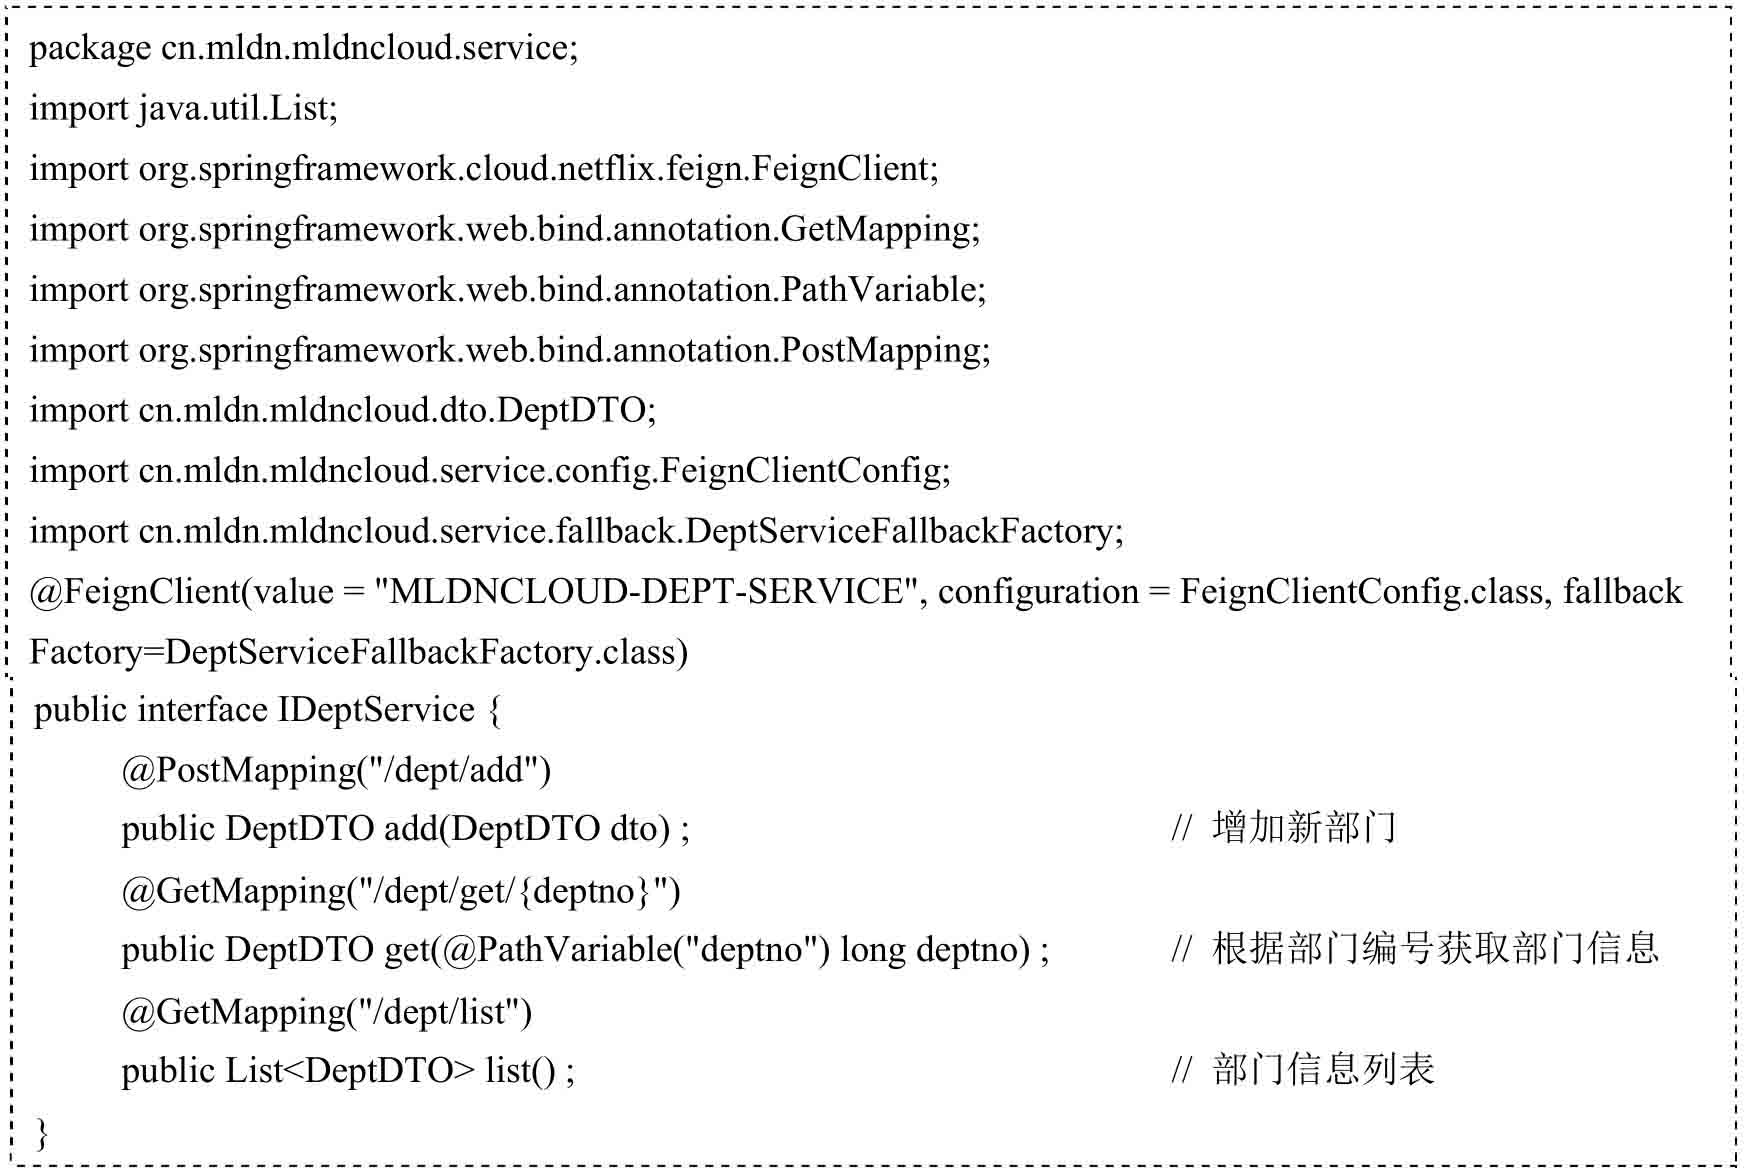 package cn.mldn.mldncloud.service;
import java.util.List;
import org.springframework.cloud.netflix.feign.FeignClient;
import org.springframework.web.bind.annotation.GetMapping;
import org.springframework.web.bind.annotation.PathVariable;
import org.springframework.web.bind.annotation.PostMapping;
import cn.mldn.mldncloud.dto.DeptDTO;
import cn.mldn.mldncloud.service.config.FeignClientConfig;
import cn.mldn.mldncloud.service.fallback.DeptServiceFallbackFactory;
@FeignClient(value = "MLDNCLOUD-DEPT-SERVICE", configuration = FeignClientConfig.class, fallback
Factory=DeptServiceFallbackFactory.class)
public interface IDeptService {
@PostMapping("/dept/add")
public DeptDTO add(DeptDTO dto) ; // 增加新部门
@GetMapping("/dept/get/{deptno}")
public DeptDTO get(@PathVariable("deptno") long deptno) ; // 根据部门编号获取部门信息
@GetMapping("/dept/list")
public List<DeptDTO> list() ; // 部门信息列表
}